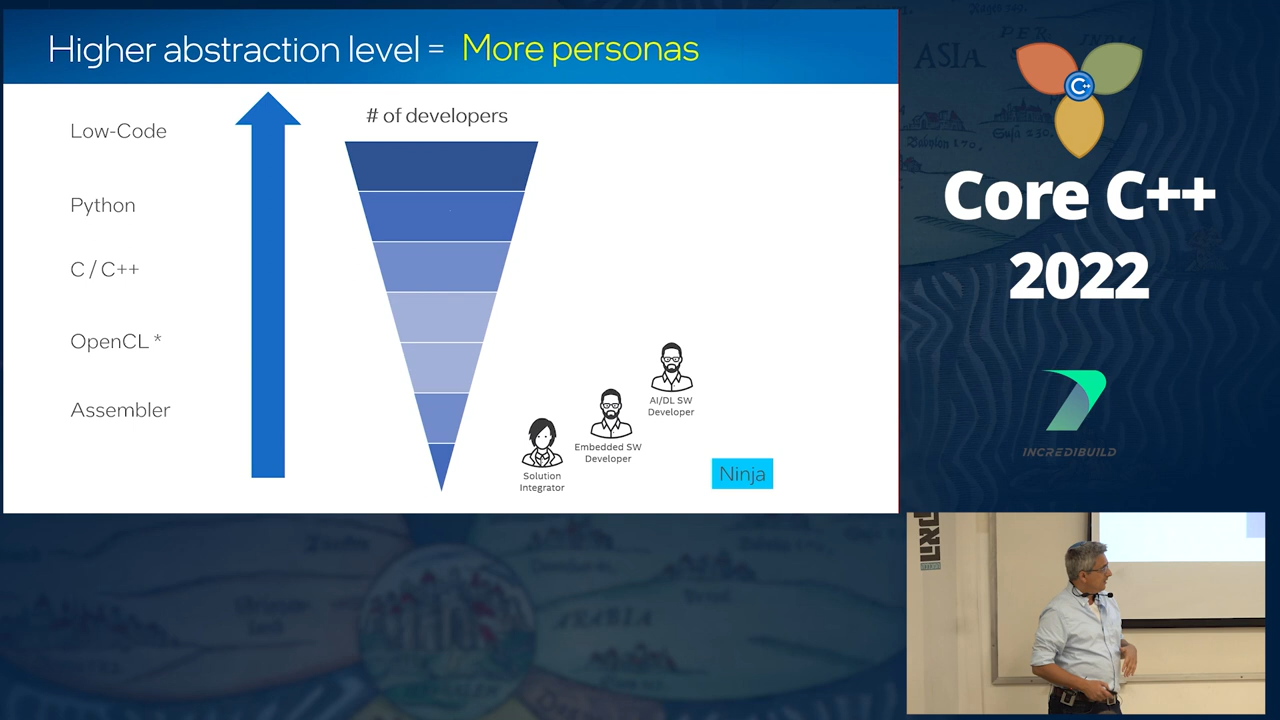 Higher abstraction level = More personas
# of developers
Low-Code
Python
C / C++
OpenCL *
Assembler
AI/DL SW
Developer
Embedded SW
Developer
Solution
Integrator
Ninja
C++
Core C++
2022
INCREDIBUILD
ASIA
ARABIA